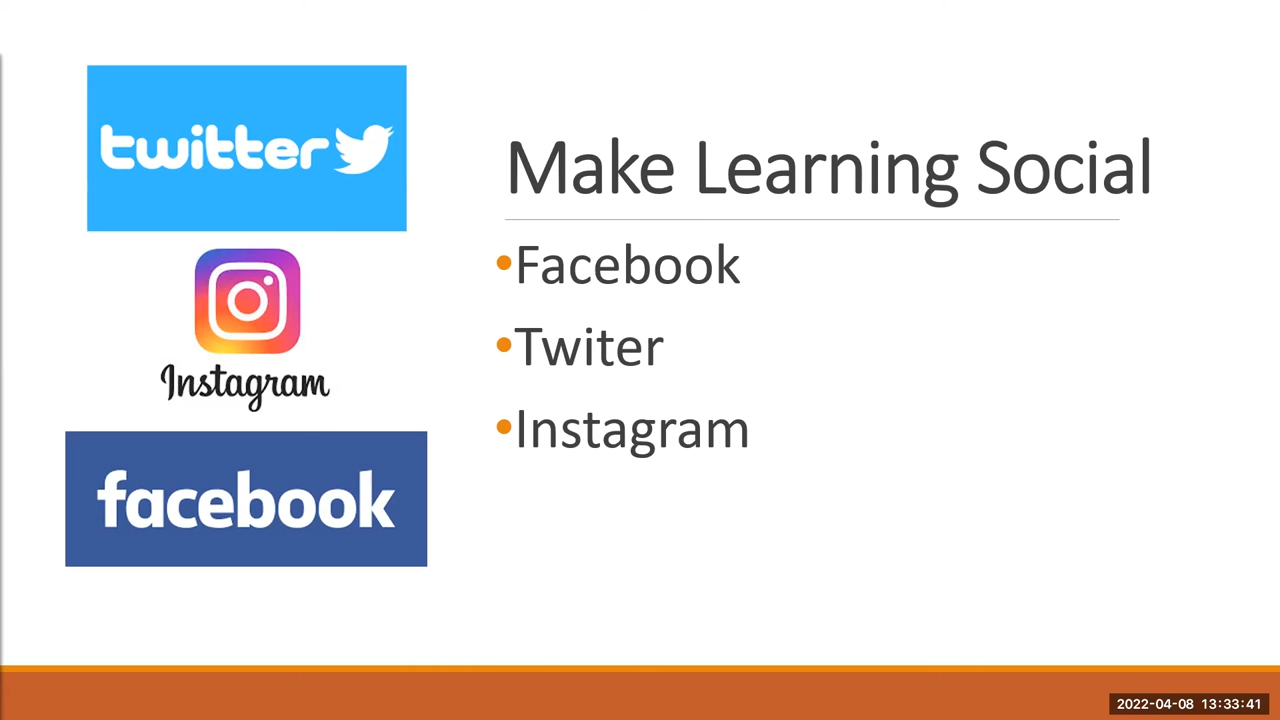 twitter
Instagram
facebook
Make Learning Social
•Facebook
•Twiter
•Instagram
2022-04-08 13:33:41